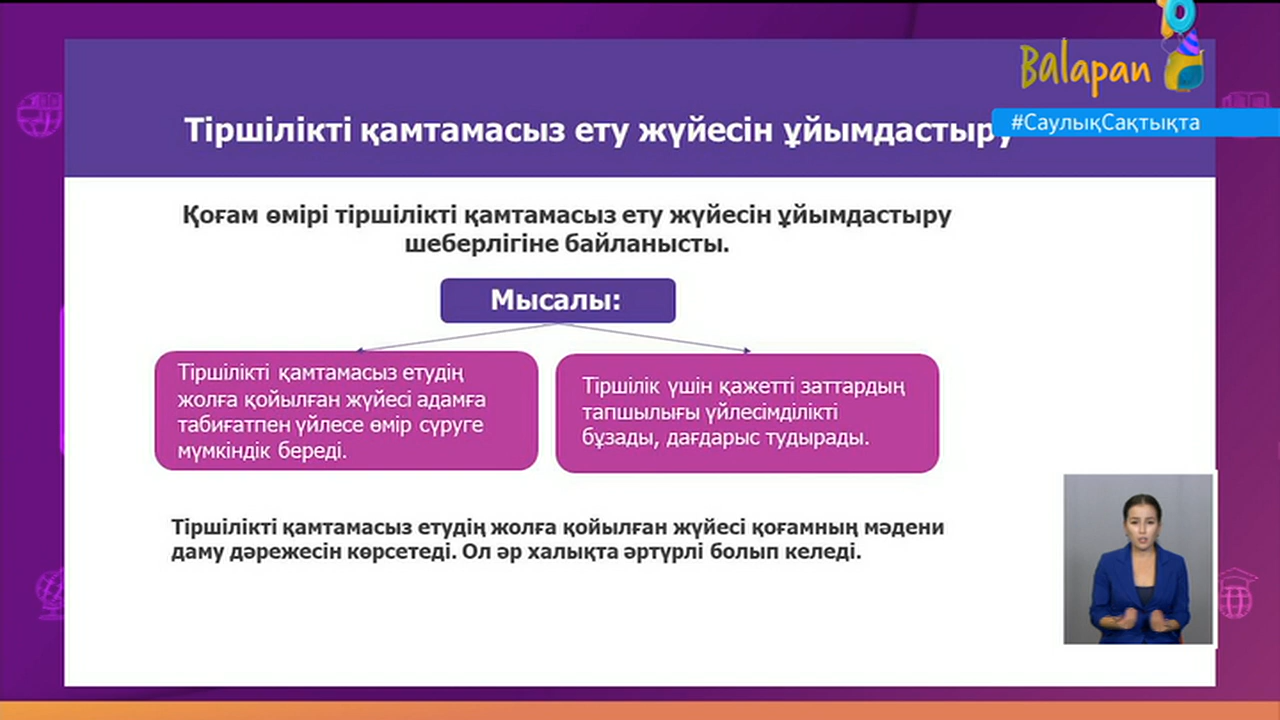 Balapan
#СаулықСақтықта
Тіршілікті қамтамасыз ету жүйесін ұйымдастыру
Қоғам өмірі тіршілікті қамтамасыз ету жүйесін ұйымдастыру
шеберлігіне байланысты.
Мысалы:
Тіршілікті қамтамасыз етудің
жолға қойылған жүйесі адамға
табиғатпен үйлесе өмір сүруге
мүмкіндік береді.
Тіршілік үшін қажетті заттардың
тапшылығы үйлесімділікті
бұзады, дағдарыс тудырады.
Тіршілікті қамтамасыз етудің жолға қойылған жүйесі қоғамның мәдени
даму дәрежесін көрсетеді. Ол әр халықта әртүрлі болып келеді.